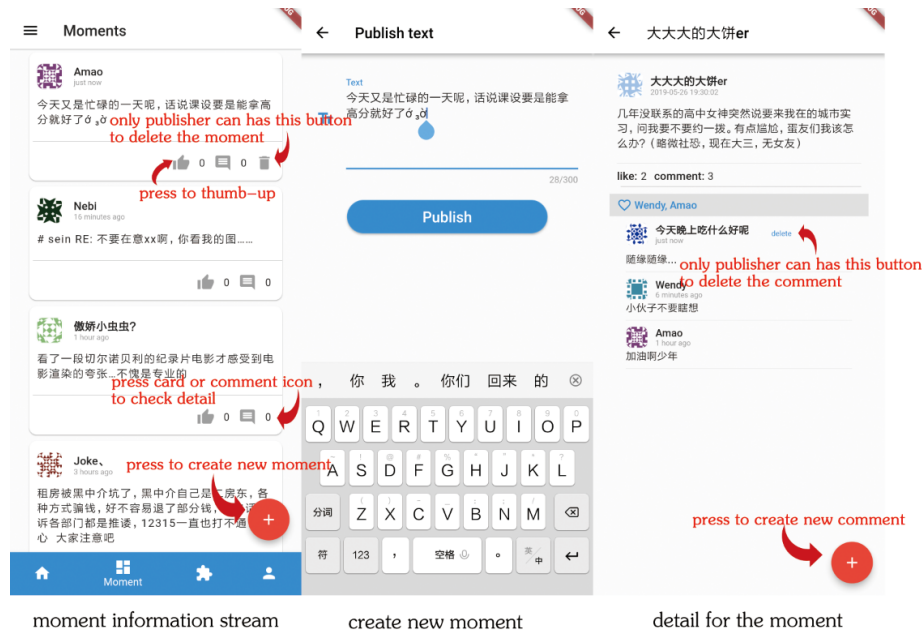 Moments
Amao
just now
今天又是忙碌的一天呢，话说课设要是能拿高
分就好了
only publisher can has this button
to delete the moment
0
0
press to thumb-up
Nebi
16 minutes ago
# sein RE: 不要在意xx啊，你看我的图……
0
0
傲娇小虫虫?
1 hour ago
看了一段切尔诺贝利的纪录片电影才感受到电
影渲染的夸张...不愧是专业的
press card or comment icon
to check detail
0
0
Joke、
3 hours ago
press to create new moment
租房被黑中介坑了，黑中介自己是二房东，各
种方式骗钱，好不容易退了部分钱，
诉各部门都是推诿，12315一直也打不通
心 大家注意吧
Moment
moment information stream
Publish text
Text
今天又是忙碌的一天呢，话说课设要是能拿
高分就好了
28/300
Publish
， 你 我 。 你们 回来 的
1 2 3 4 5 6 7 8 9 0
Q W E R T Y U I O P
A S D F G H J K L
分词 Z X C V B N M
符 123 ， 空格 。 英/中
create new moment
大大大的大饼er
大大大的大饼er
2019-05-26 19:30:02
几年没联系的高中女神突然说要来我在的城市实
习，问我要不要约一拨。有点尴尬，蛋友们我该怎
么办?（略微社恐，现在大三，无女友）
like: 2 comment: 3
Wendy, Amao
今天晚上吃什么好呢
just now
delete
随缘随缘...
only publisher can has this button
to delete the comment
Wendy
6 minutes ago
小伙子不要瞎想
Amao
1 hour ago
加油啊少年
press to create new comment
detail for the moment